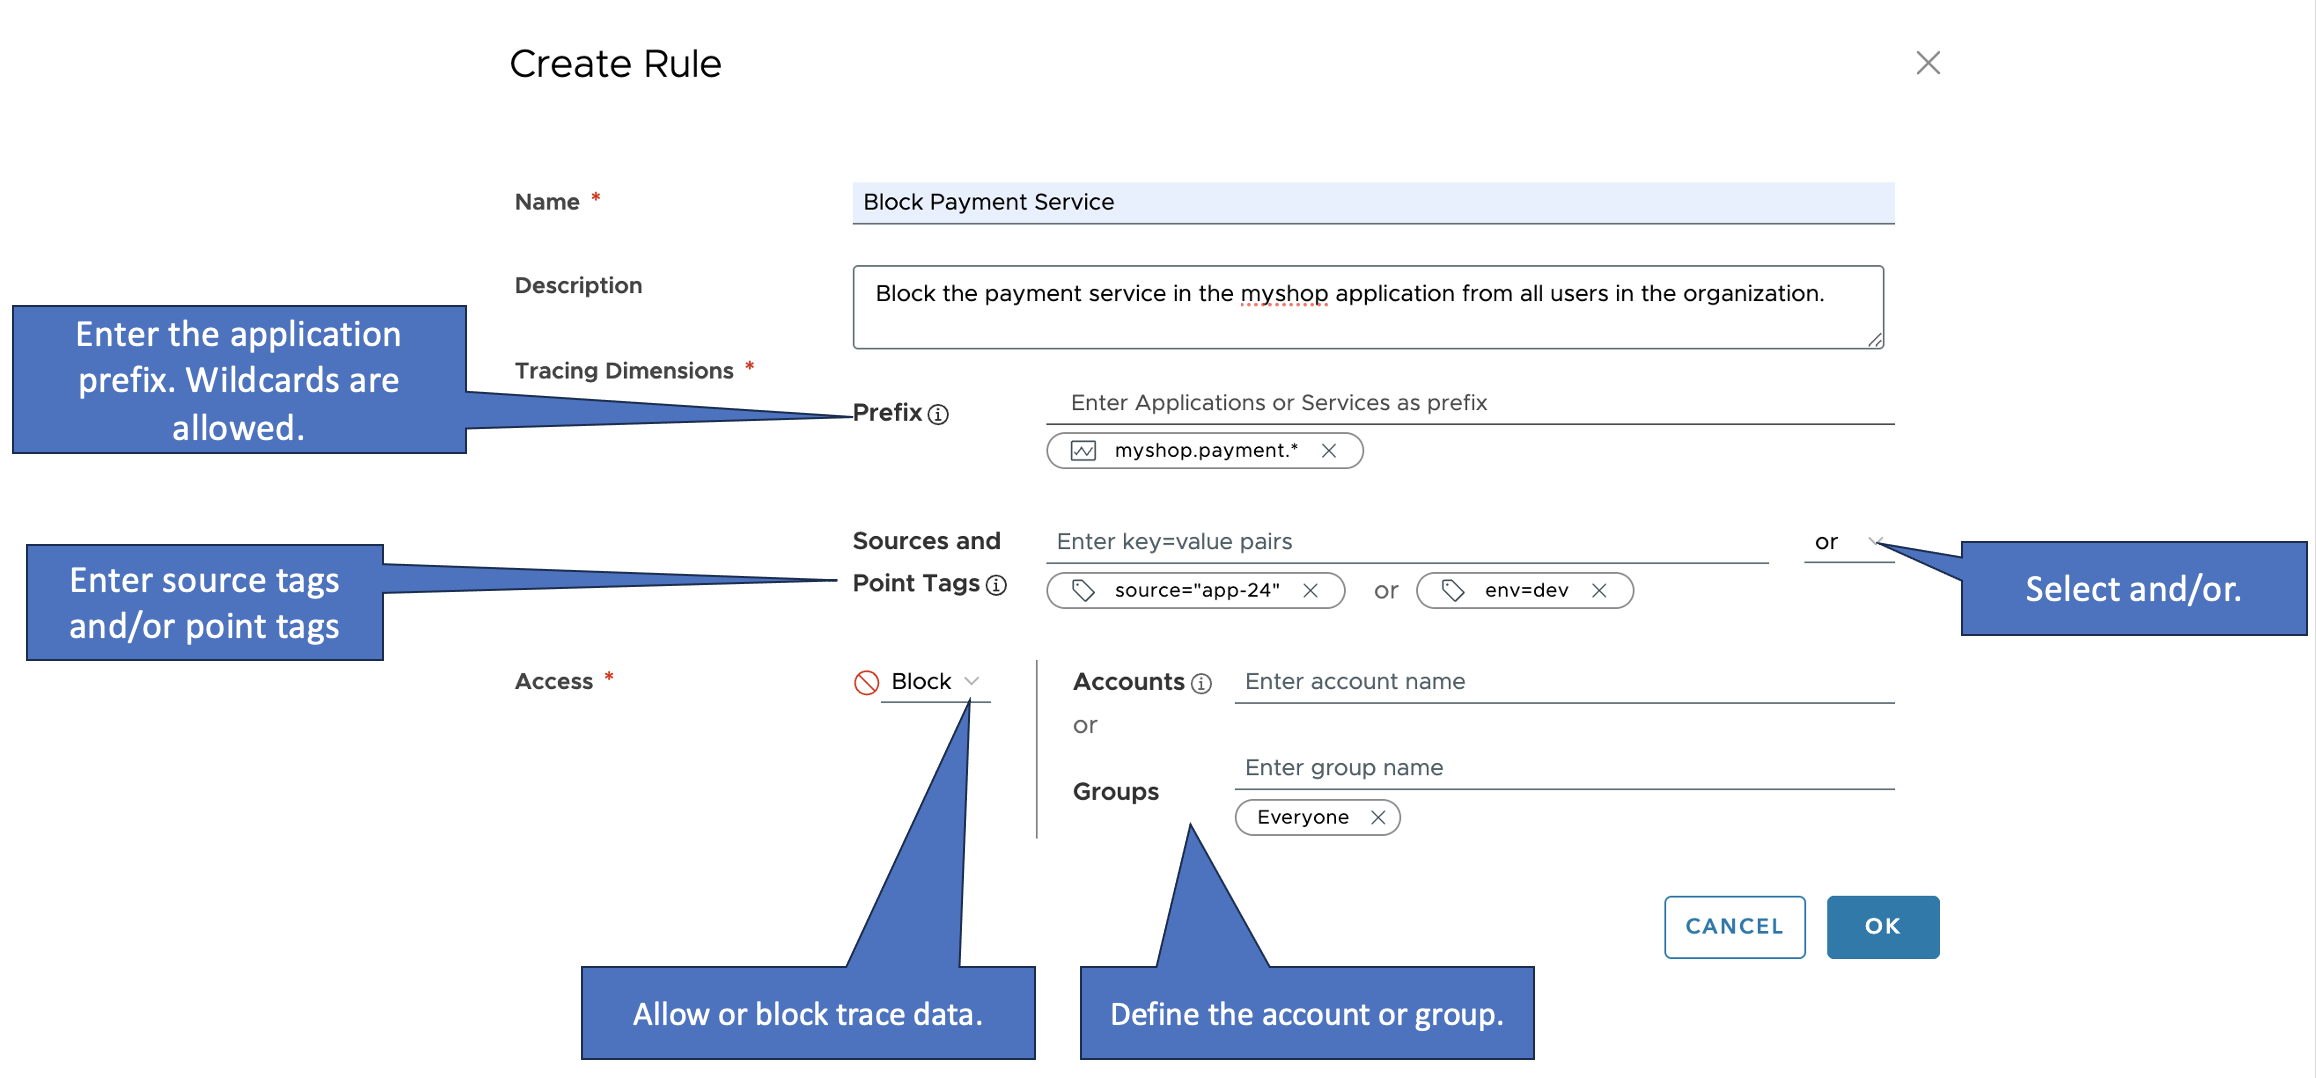 Create Rule
Name *
Block Payment Service
Description
Block the payment service in the myshop application from all users in the organization.
Enter the application
prefix. Wildcards are
allowed.
Tracing Dimensions *
Prefix
Enter Applications or Services as prefix
myshop.payment.*
Enter source tags
and/or point tags
Sources and
Point Tags
Enter key=value pairs
or
source="app-24"
or
env=dev
Select and/or.
Access *
Block
Accounts
Enter account name
or
Groups
Enter group name
Everyone
CANCEL
OK
Allow or block trace data.
Define the account or group.